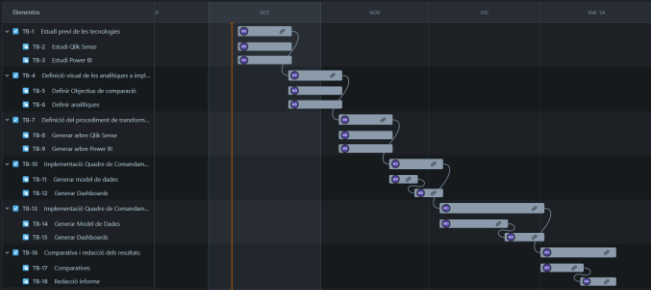 Elementos
P
OCT
NOV
DIC
ENE '24
TB-1 Estudi previ de les tecnologies
TB-2 Estudi Qlik Sense
TB-3 Estudi Power BI
TB-4 Definició visual de les analítiques a impl...
TB-5 Definir Objectius de comparació
TB-6 Definir analítiques
TB-7 Definició del procediment de transform...
TB-8 Generar arbre Qlik Sense
TB-9 Generar arbre Power BI
TB-10 Implementació Quadre de Comandam...
TB-11 Generar model de dades
TB-12 Generar Dashboards
TB-13 Implementació Quadre de Comandam...
TB-14 Generar Model de Dades
TB-15 Generar Dashboards
TB-16 Comparativa i redacció dels resultats
TB-17 Comparatives
TB-18 Redacció informe